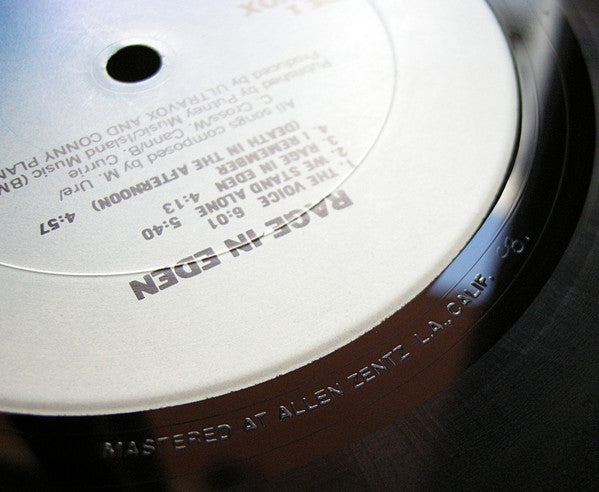 RAGE IN EDEN
1. THE VOICE 6:01
2. WE STAND ALONE 5:40
3. RAGE IN EDEN 4:13
4. I REMEMBER
(DEATH IN THE AFTERNOON) 4:57
All songs composed by M. Ure/
C. Cross/W. Cann/B. Currie
Published by Putney Music/Island Music (BM
Produced by ULTRAVOX AND CONNY PLAN
MASTERED AT ALLEN ZENTZ L.A., CALIF.